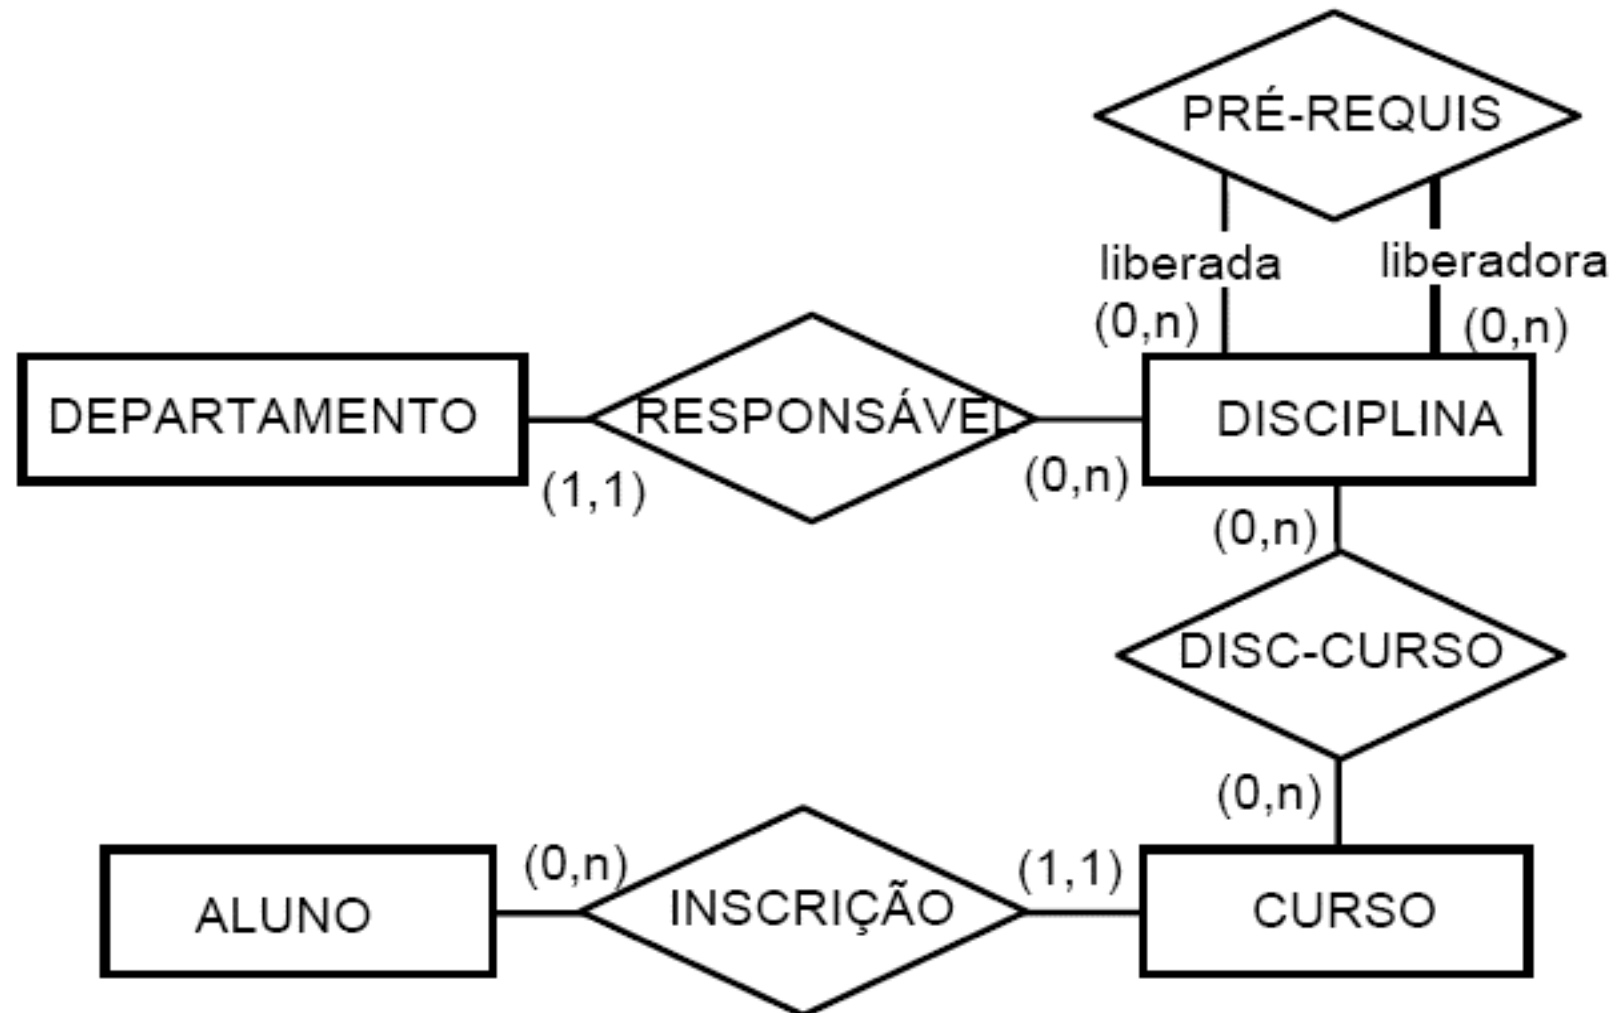 PRÉ-REQUIS
liberada
liberadora
(0,n)
(0,n)
DEPARTAMENTO
RESPONSÁVEL
DISCIPLINA
(1,1)
(0,n)
(0,n)
DISC-CURSO
(0,n)
(0,n)
(1,1)
ALUNO
INSCRIÇÃO
CURSO